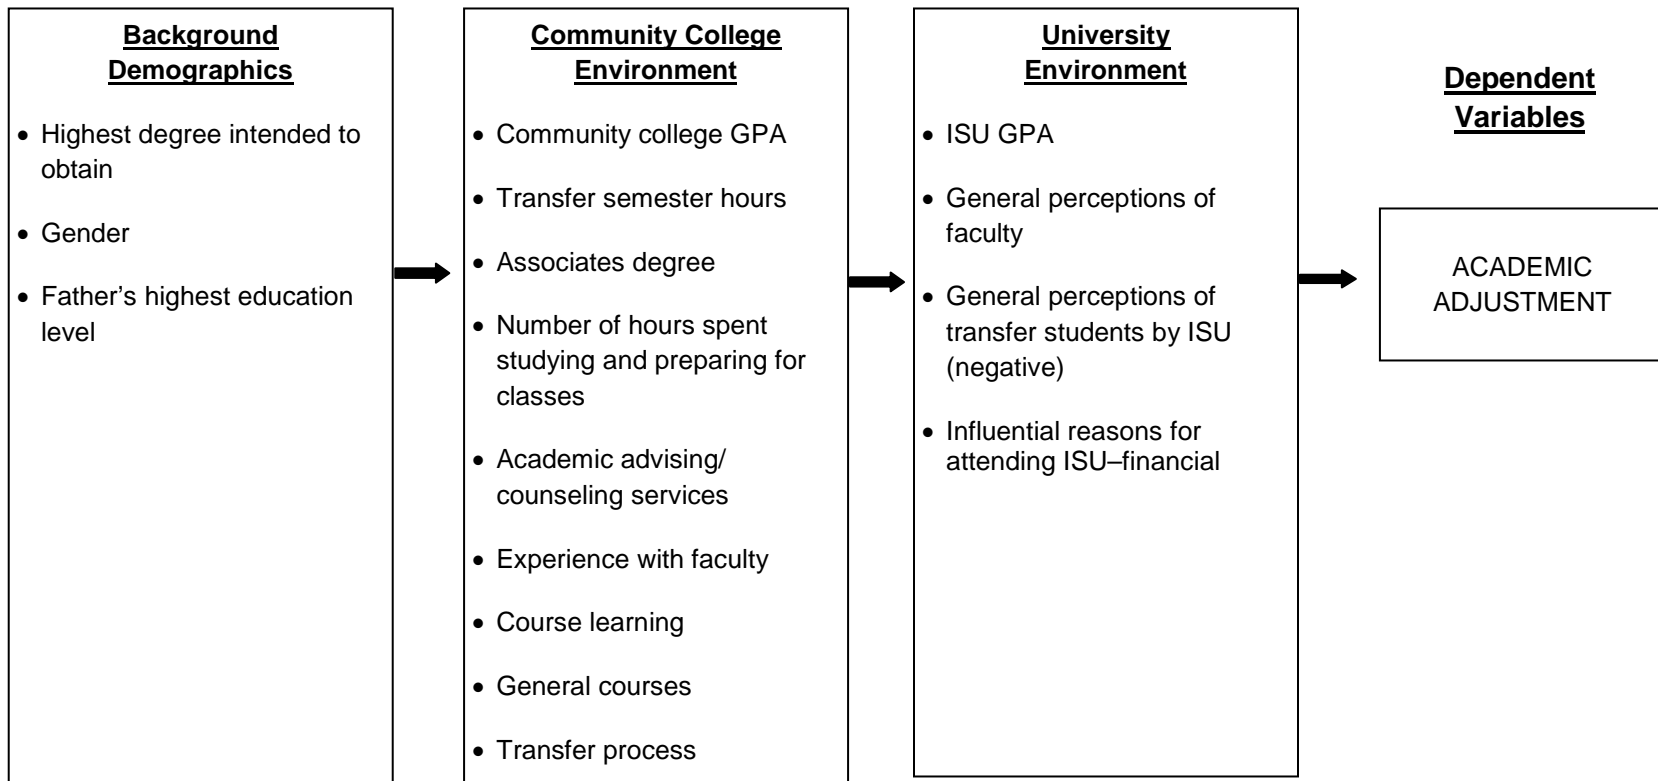 Background
Demographics
• Highest degree intended to
obtain
• Gender
• Father’s highest education
level
Community College
Environment
• Community college GPA
• Transfer semester hours
• Associates degree
• Number of hours spent
studying and preparing for
classes
• Academic advising/
counseling services
• Experience with faculty
• Course learning
• General courses
• Transfer process
University
Environment
• ISU GPA
• General perceptions of
faculty
• General perceptions of
transfer students by ISU
(negative)
• Influential reasons for
attending ISU–financial
Dependent
Variables
ACADEMIC
ADJUSTMENT